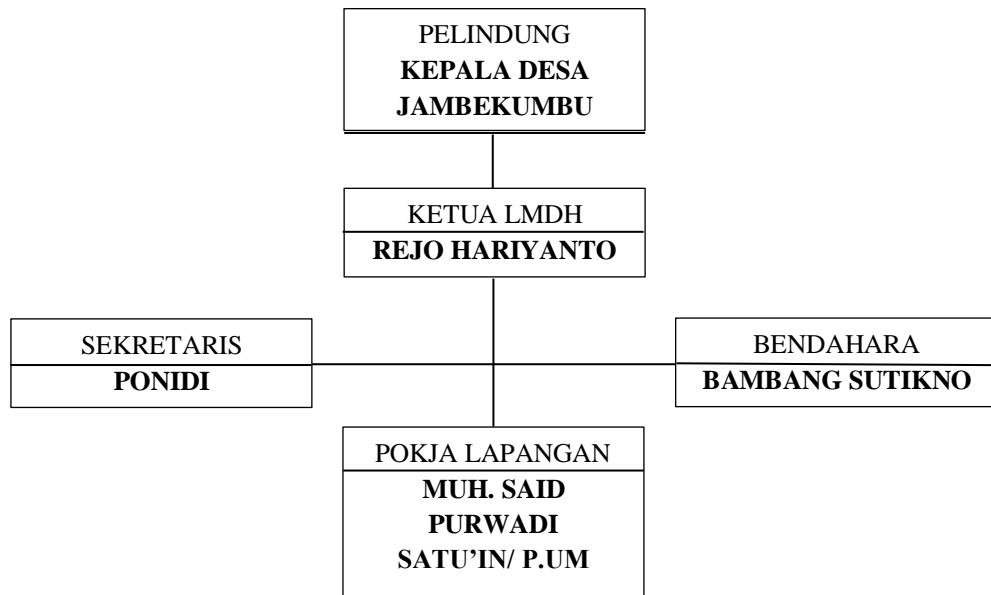 PELINDUNG
KEPALA DESA
JAMBEKUMBU
KETUA LMDH
REJO HARIYANTO
SEKRETARIS
PONIDI
BENDAHARA
BAMBANG SUTIKNO
POKJA LAPANGAN
MUH. SAID
PURWADI
SATU’IN/ P.UM